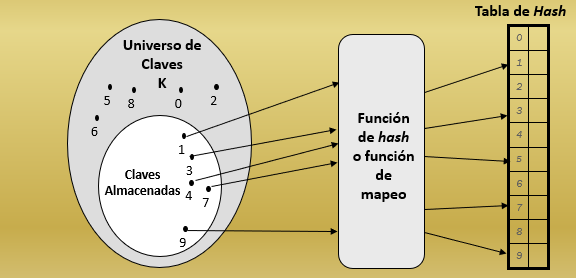 Tabla de Hash
Universo de
Claves
K
5
8
0
2
6
1
3
4
7
9
Claves
Almacenadas
Función
de hash
o función
de
mapeo
0
1
2
3
4
5
6
7
8
9